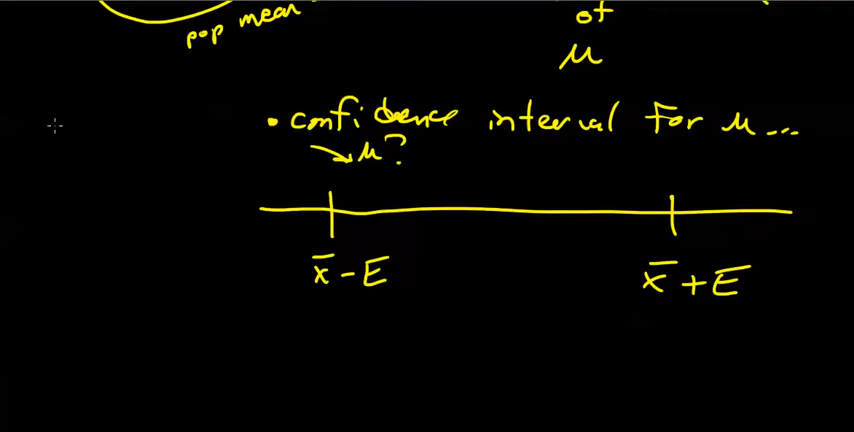 pop mean
of
μ
• confidence interval for μ...
μ?
x̄ - E
x̄ + E